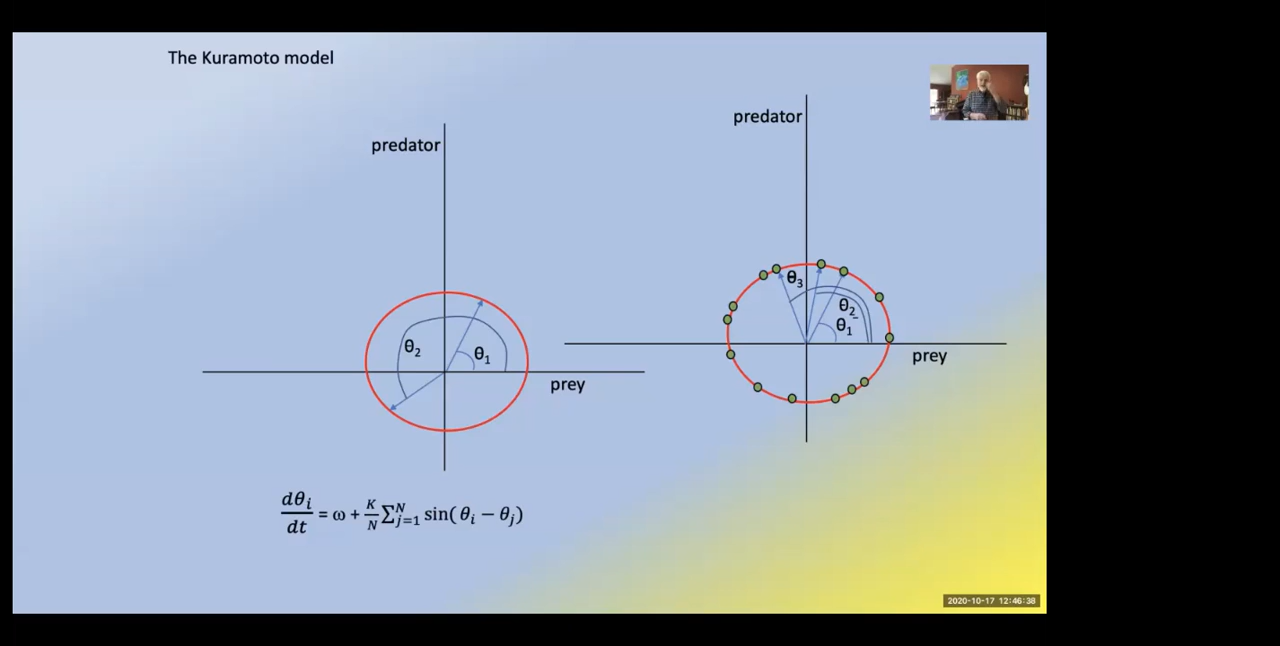 The Kuramoto model
predator
θ₂
θ₁
prey
predator
θ₃
θ₂
θ₁
prey
dθᵢ/dt = ω + K/N ∑ⱼ₌₁ᴺ sin( θᵢ − θⱼ)
2020-10-17 12:46:38